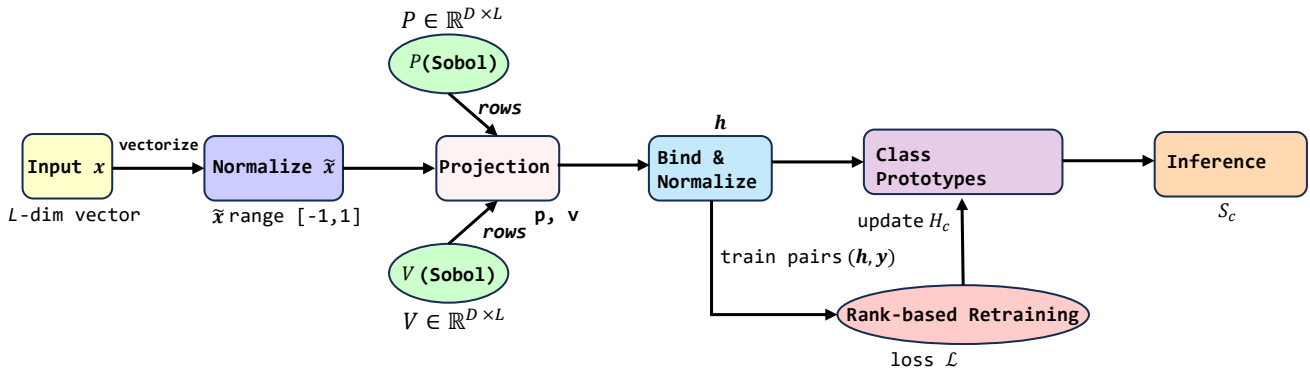 P ∈ ℝ^{D×L}
P(Sobol)
rows
vectorize
Input x
L-dim vector
Normalize x̃
x̃ range [-1,1]
Projection
p, v
rows
V (Sobol)
V ∈ ℝ^{D×L}
h
Bind &
Normalize
train pairs (h, y)
Class
Prototypes
update H_c
Rank-based Retraining
loss ℒ
Inference
S_c